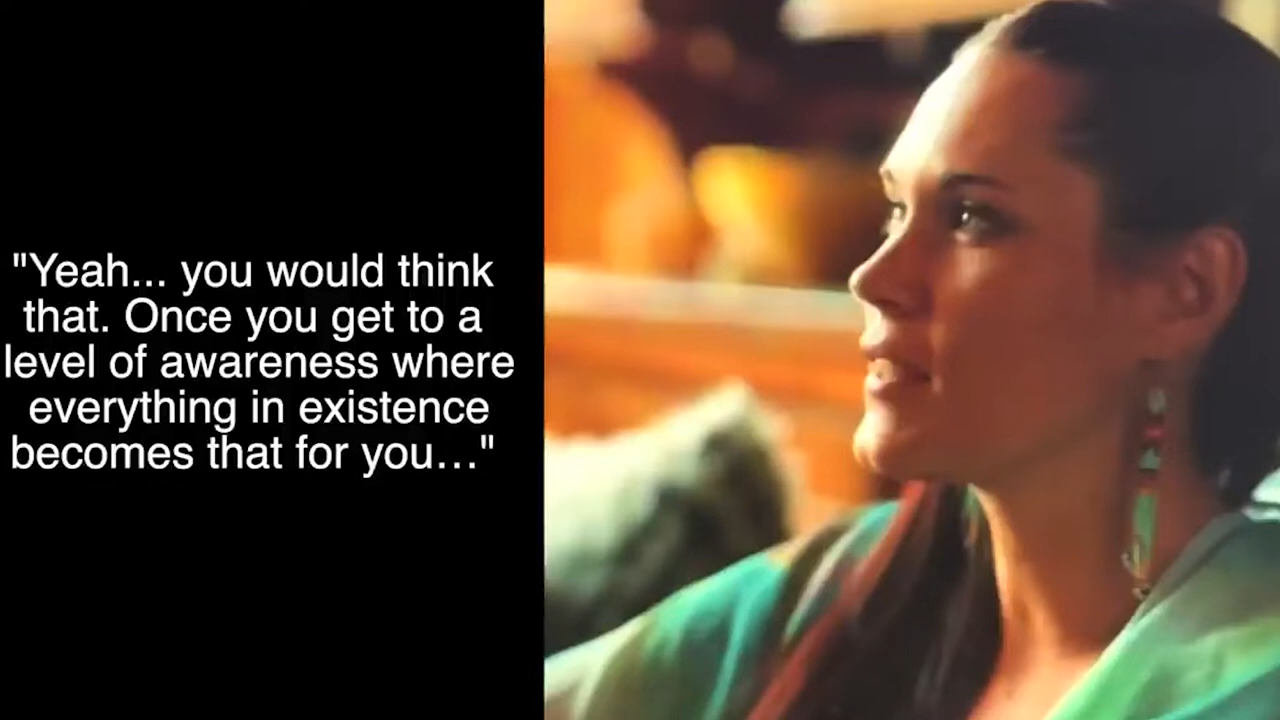 "Yeah... you would think
that. Once you get to a
level of awareness where
everything in existence
becomes that for you..."